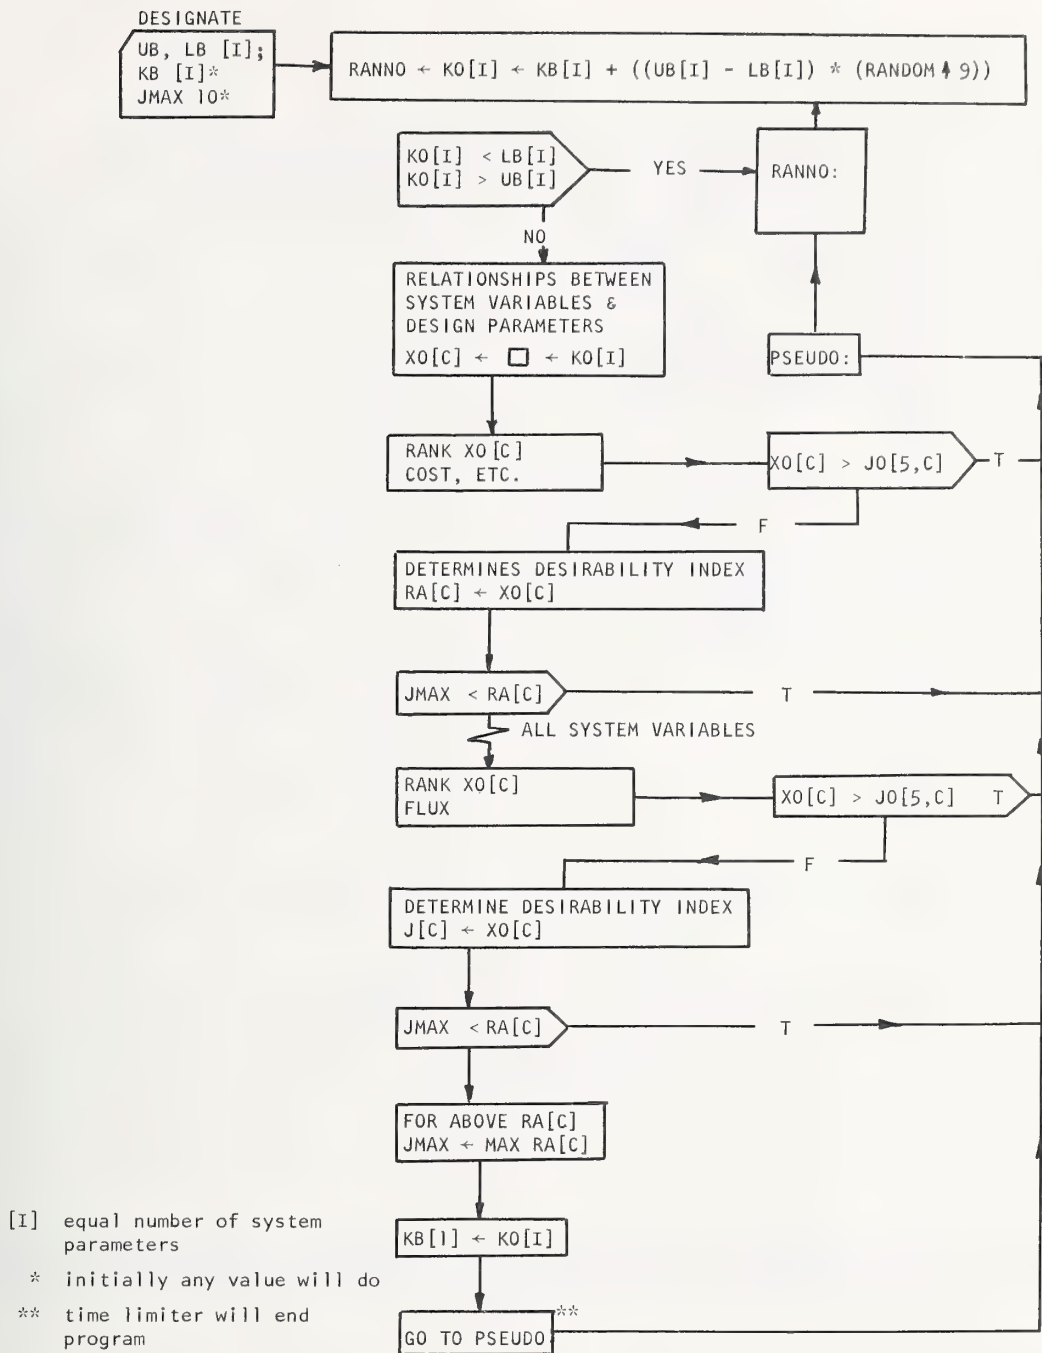 DESIGNATE
UB, LB [I];
KB [I]*
JMAX 10*
RANNO ← KO[I] ← KB[I] + ((UB[I] - LB[I]) * (RANDOM ↑ 9))
KO[I] < LB[I]
KO[I] > UB[I]
YES
RANNO:
NO
RELATIONSHIPS BETWEEN
SYSTEM VARIABLES &
DESIGN PARAMETERS
XO[C] ← □ ← KO[I]
PSEUDO:
RANK XO[C]
COST, ETC.
XO[C] > JO[5,C]
T
F
DETERMINES DESIRABILITY INDEX
RA[C] ← XO[C]
JMAX < RA[C]
T
ALL SYSTEM VARIABLES
RANK XO[C]
FLUX
XO[C] > JO[5,C] T
F
DETERMINE DESIRABILITY INDEX
J[C] ← XO[C]
JMAX < RA[C]
T
FOR ABOVE RA[C]
JMAX ← MAX RA[C]
KB[I] ← KO[I]
GO TO PSEUDO**
[I] equal number of system
parameters
* initially any value will do
** time limiter will end
program